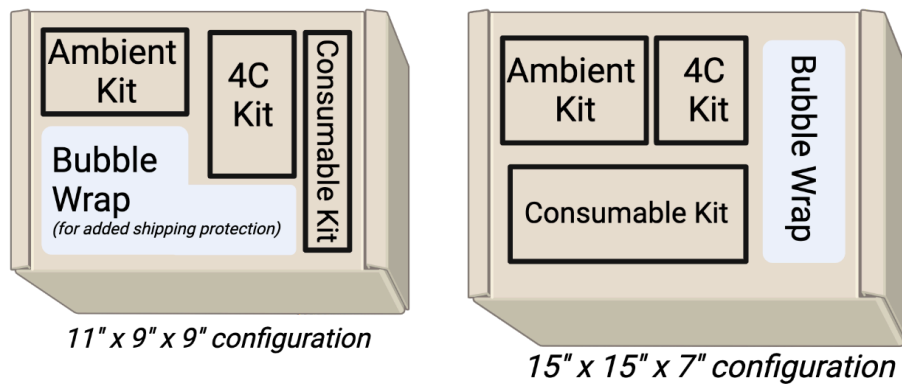 Ambient
Kit
4C
Kit
Consumable Kit
Bubble
Wrap
(for added shipping protection)
11" x 9" x 9" configuration
Ambient
Kit
4C
Kit
Bubble Wrap
Consumable Kit
15" x 15" x 7" configuration